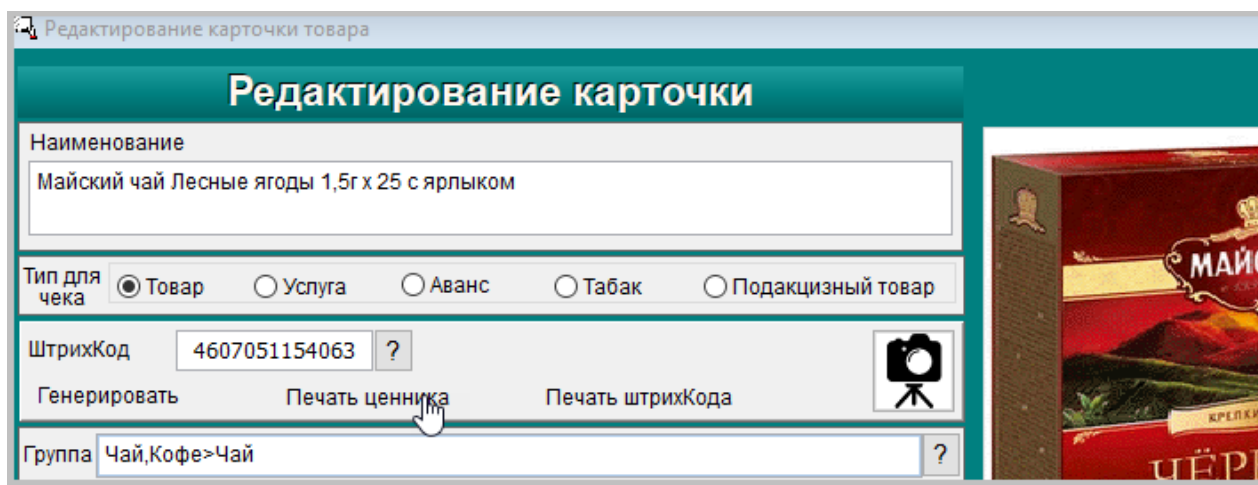 Редактирование карточки товара
Редактирование карточки
Наименование
Майский чай Лесные ягоды 1,5г x 25 с ярлыком
Тип для чека
Товар
Услуга
Аванс
Табак
Подакцизный товар
ШтрихКод 4607051154063 ?
Генерировать Печать ценника Печать штрихКода
Группа Чай,Кофе>Чай ?